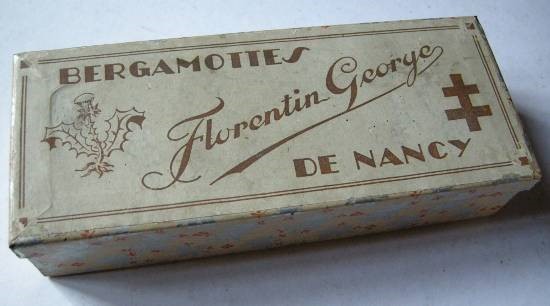 BERGAMOTTES
Florentin George
DE NANCY